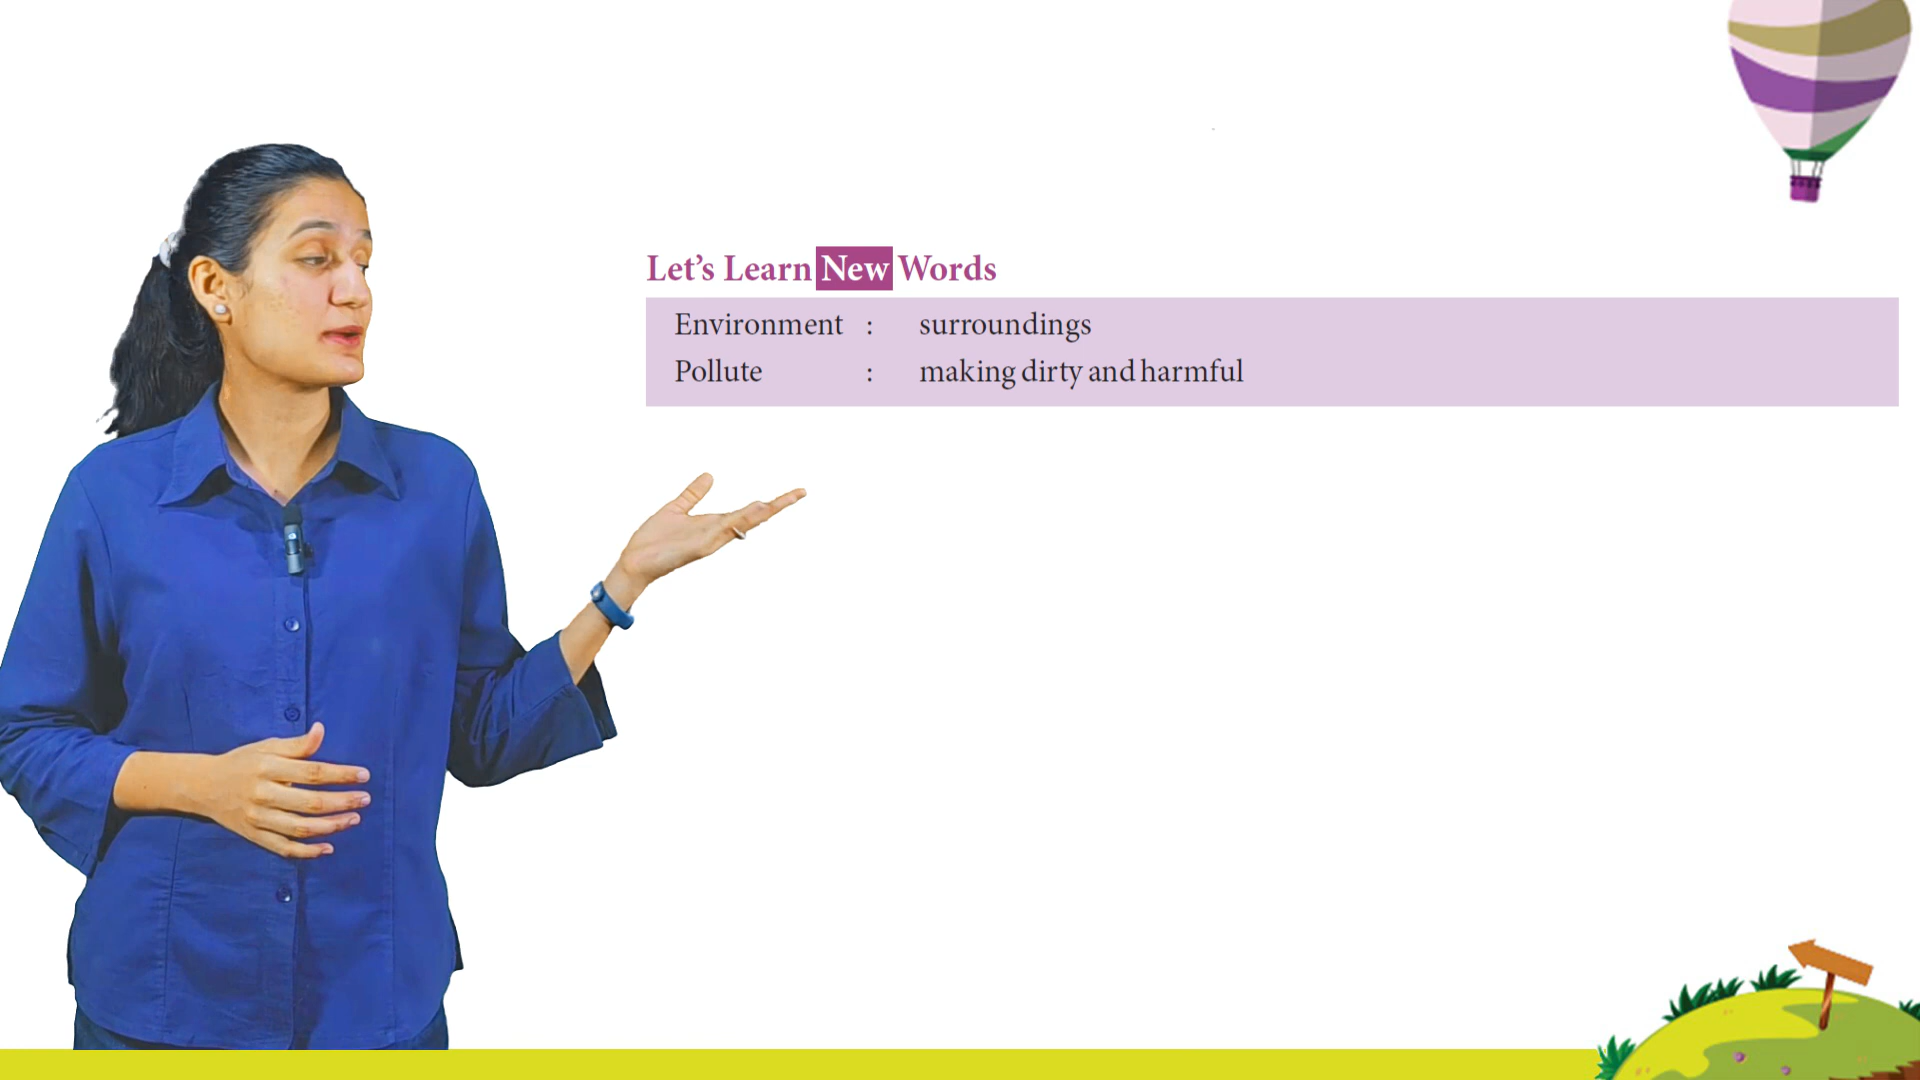 Let's Learn New Words
Environment : surroundings
Pollute : making dirty and harmful